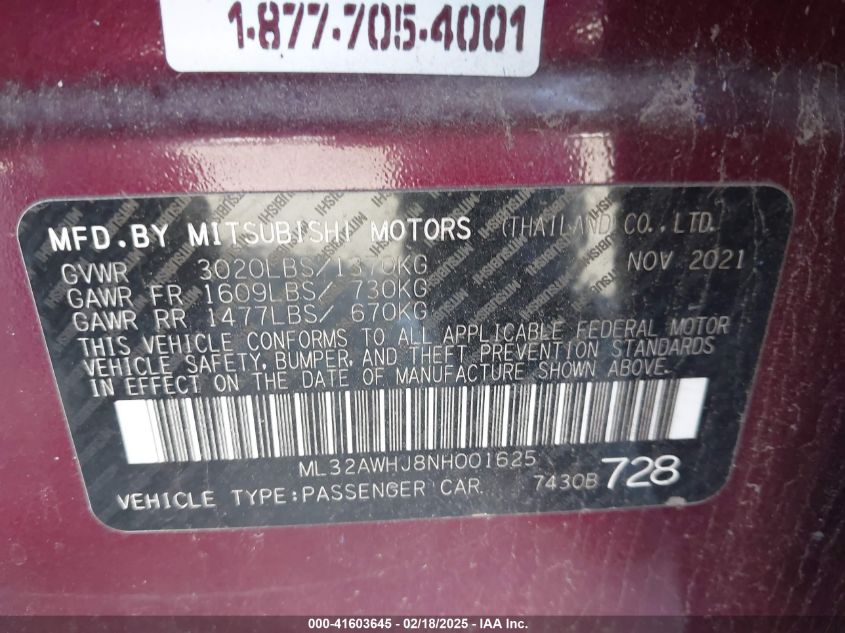 1-877-705-4001
MFD.BY MITSUBISHI MOTORS (THAILAND CO.,LTD.
GVWR 3020LBS/1370KG NOV 2021
GAWR FR 1609LBS/ 730KG
GAWR RR 1477LBS/ 670KG
THIS VEHICLE CONFORMS TO ALL APPLICABLE FEDERAL MOTOR
VEHICLE SAFETY, BUMPER, AND THEFT PREVENTION STANDARDS
IN EFFECT ON THE DATE OF MANUFACTURE SHOWN ABOVE.
ML32AWHJ8NH001625
VEHICLE TYPE:PASSENGER CAR 7430B 728
000-41603645 - 02/18/2025 - IAA Inc.